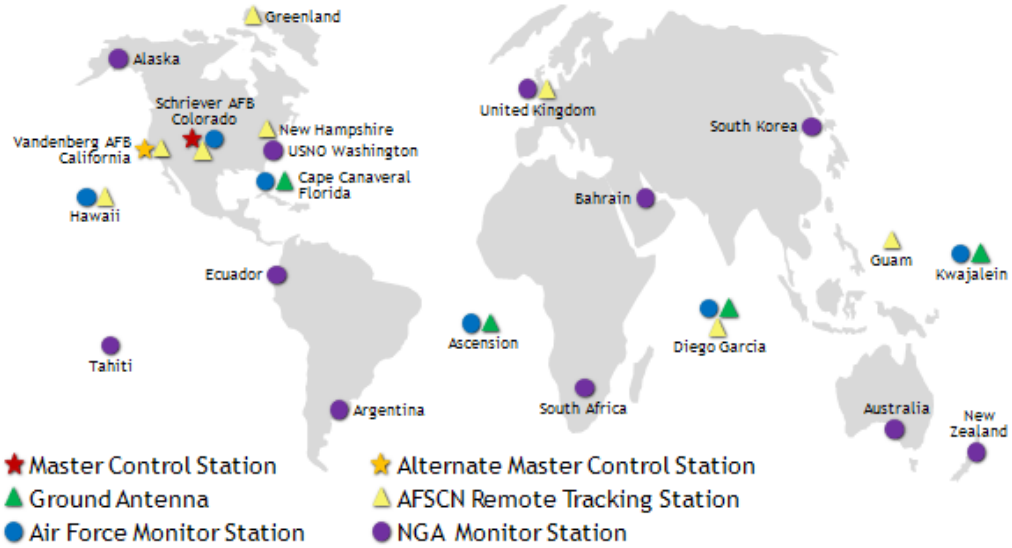 Greenland
Alaska
Schriever AFB
Colorado
United Kingdom
New Hampshire
South Korea
Vandenberg AFB
California
USNO Washington
Cape Canaveral
Florida
Bahrain
Hawaii
Guam
Kwajalein
Ecuador
Ascension
Diego Garcia
Tahiti
Argentina
South Africa
Australia
New
Zealand
Master Control Station
Alternate Master Control Station
Ground Antenna
AFSCN Remote Tracking Station
Air Force Monitor Station
NGA Monitor Station